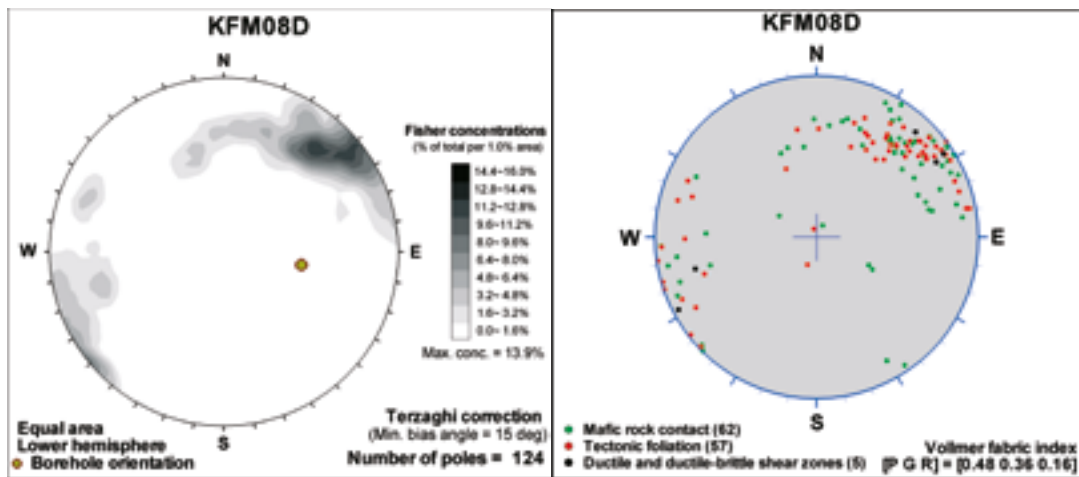 KFM08D
N
Fisher concentrations
(% of total per 1.0% area)
14.4~16.0%
12.8~14.4%
11.2~12.8%
9.6~11.2%
8.0~9.6%
6.4~8.0%
4.8~6.4%
3.2~4.8%
1.6~3.2%
0.0~1.6%
Max. conc. = 13.9%
W
E
S
Equal area
Lower hemisphere
Borehole orientation
Terzaghi correction
(Min. bias angle = 15 deg)
Number of poles = 124
KFM08D
N
W
E
S
Mafic rock contact (62)
Tectonic foliation (57)
Ductile and ductile-brittle shear zones (5)
Vollmer fabric index
[P G R] = [0.48 0.36 0.16]